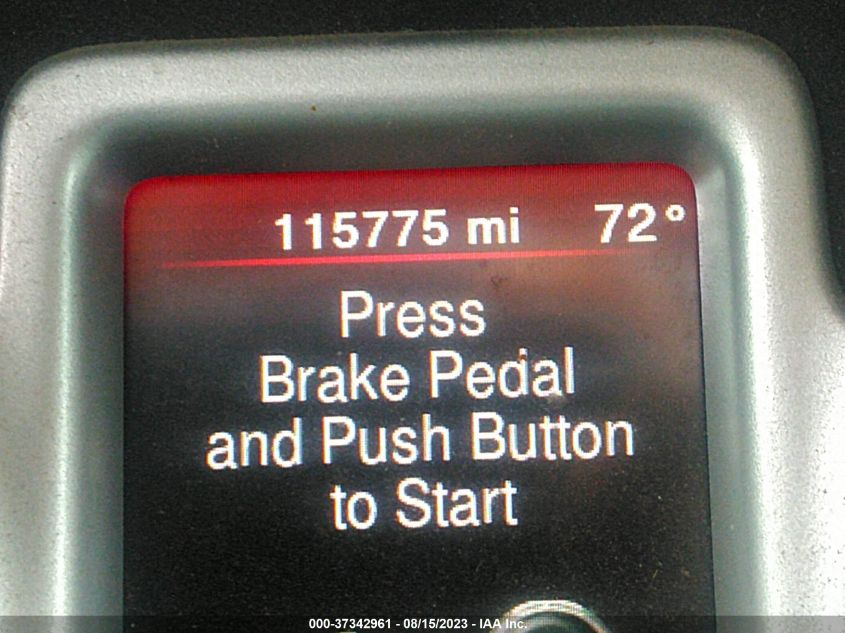 115775 mi 72°
Press
Brake Pedal
and Push Button
to Start
000-37342961 - 08/15/2023 - IAA Inc.